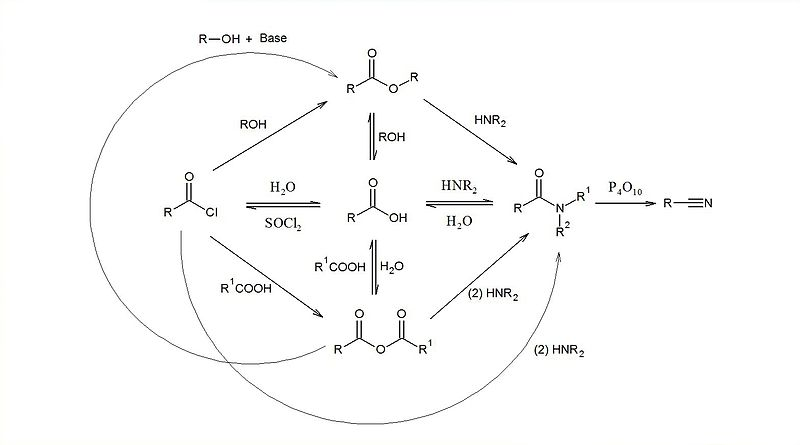 R—OH + Base
O
R O R
ROH
ROH
HNR₂
O
R Cl
H₂O
SOCl₂
O
R OH
HNR₂
H₂O
O
R N R¹
R²
P₄O₁₀
R N
R¹COOH
R¹COOH
H₂O
(2) HNR₂
O O
R O R¹
(2) HNR₂